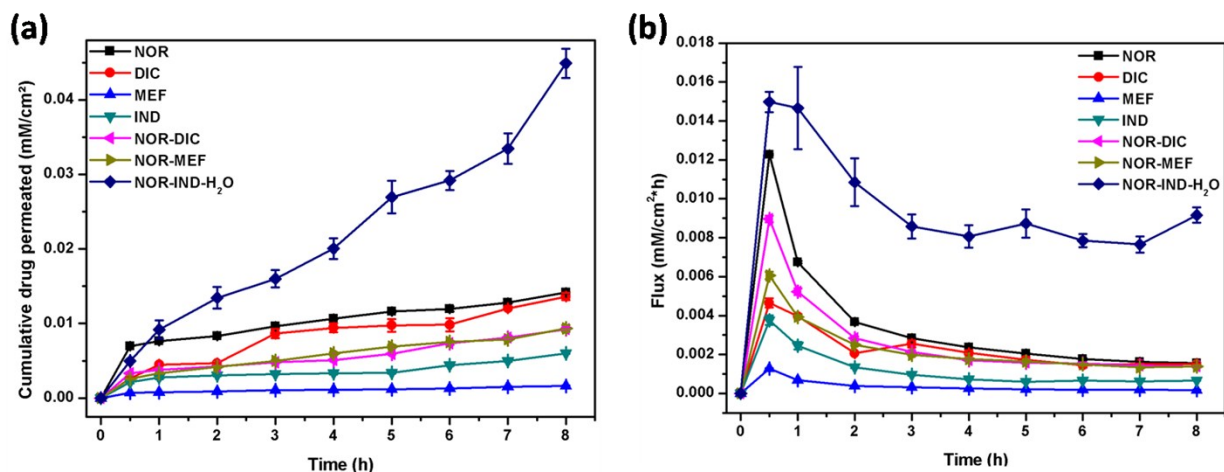 (a)
NOR
DIC
MEF
IND
NOR-DIC
NOR-MEF
NOR-IND-H₂O
Cumulative drug permeated (mM/cm²)
0.04
0.03
0.02
0.01
0.00
0 1 2 3 4 5 6 7 8
Time (h)
(b)
NOR
DIC
MEF
IND
NOR-DIC
NOR-MEF
NOR-IND-H₂O
Flux (mM/cm²*h)
0.018
0.016
0.014
0.012
0.010
0.008
0.006
0.004
0.002
0.000
0 1 2 3 4 5 6 7 8
Time (h)